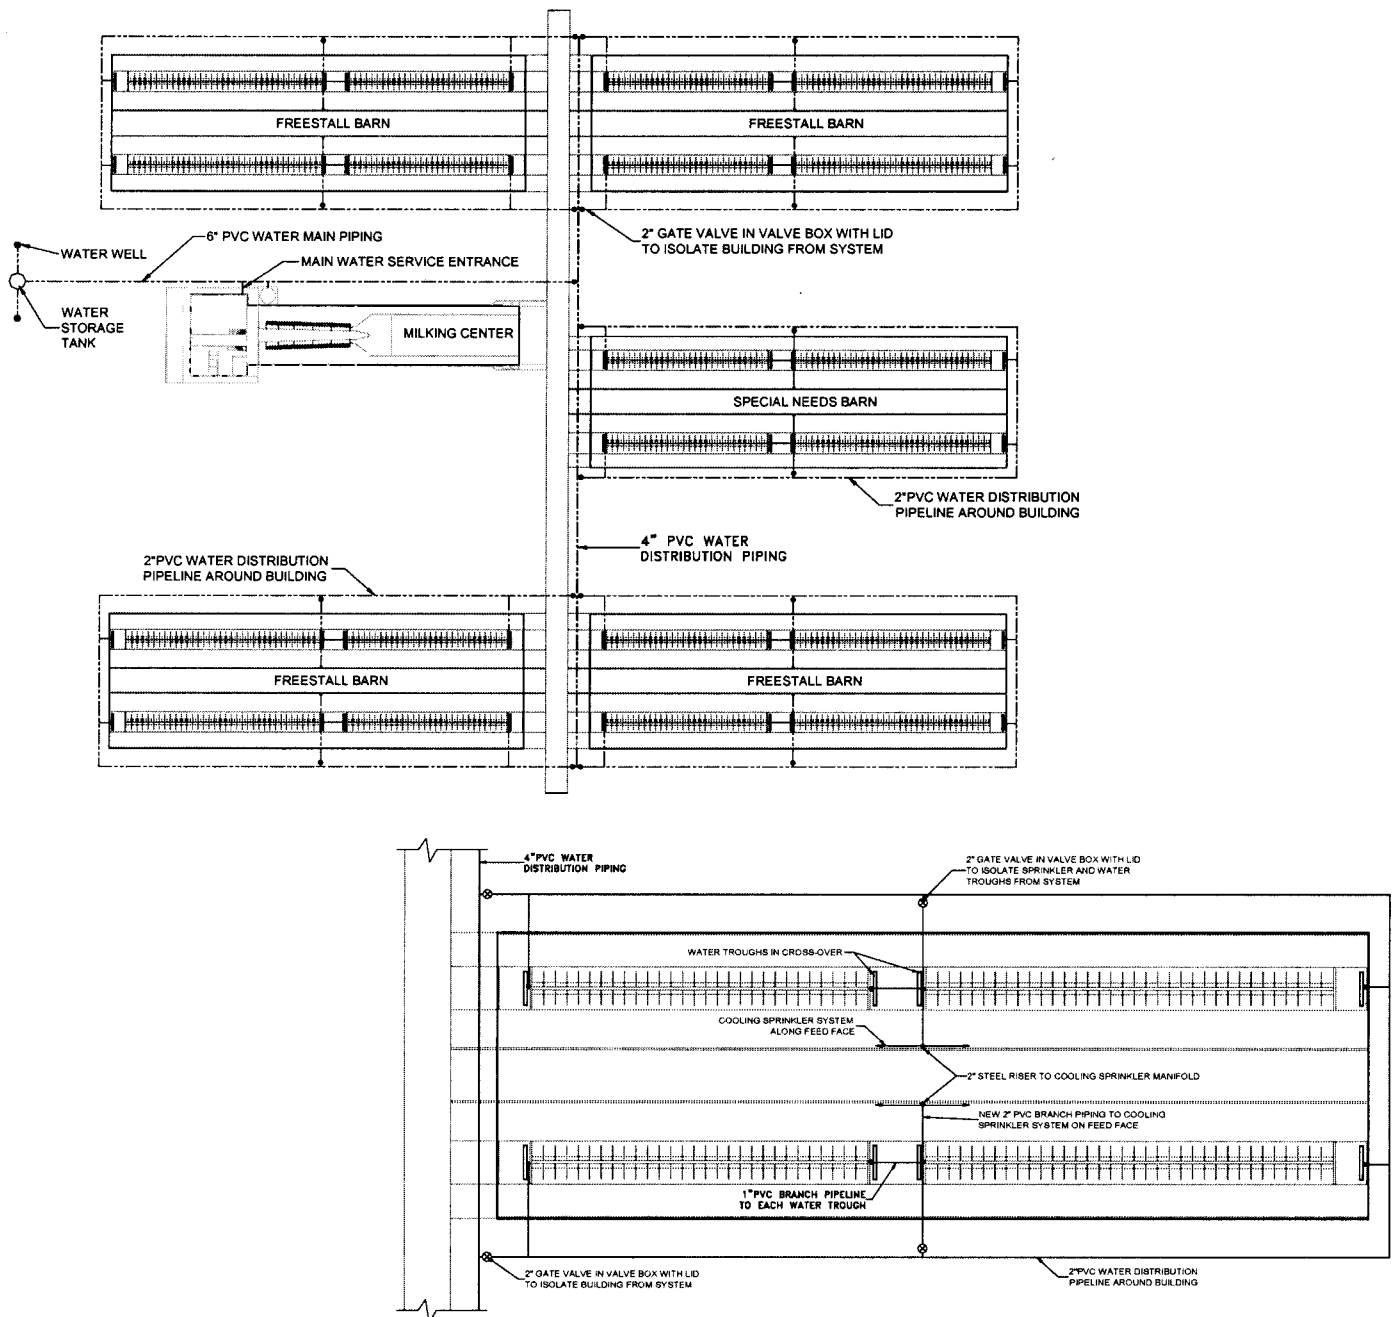 FREESTALL BARN
FREESTALL BARN
6" PVC WATER MAIN PIPING
2" GATE VALVE IN VALVE BOX WITH LID
TO ISOLATE BUILDING FROM SYSTEM
WATER WELL
MAIN WATER SERVICE ENTRANCE
WATER
STORAGE
TANK
MILKING CENTER
SPECIAL NEEDS BARN
2"PVC WATER DISTRIBUTION
PIPELINE AROUND BUILDING
4" PVC WATER
DISTRIBUTION PIPING
2"PVC WATER DISTRIBUTION
PIPELINE AROUND BUILDING
FREESTALL BARN
FREESTALL BARN
4"PVC WATER
DISTRIBUTION PIPING
2" GATE VALVE IN VALVE BOX WITH LID
TO ISOLATE SPRINKLER AND WATER
TROUGHS FROM SYSTEM
WATER TROUGHS IN CROSS-OVER
COOLING SPRINKLER SYSTEM
ALONG FEED FACE
2" STEEL RISER TO COOLING SPRINKLER MANIFOLD
NEW 2" PVC BRANCH PIPING TO COOLING
SPRINKLER SYSTEM ON FEED FACE
1"PVC BRANCH PIPELINE
TO EACH WATER TROUGH
2" GATE VALVE IN VALVE BOX WITH LID
TO ISOLATE BUILDING FROM SYSTEM
2"PVC WATER DISTRIBUTION
PIPELINE AROUND BUILDING